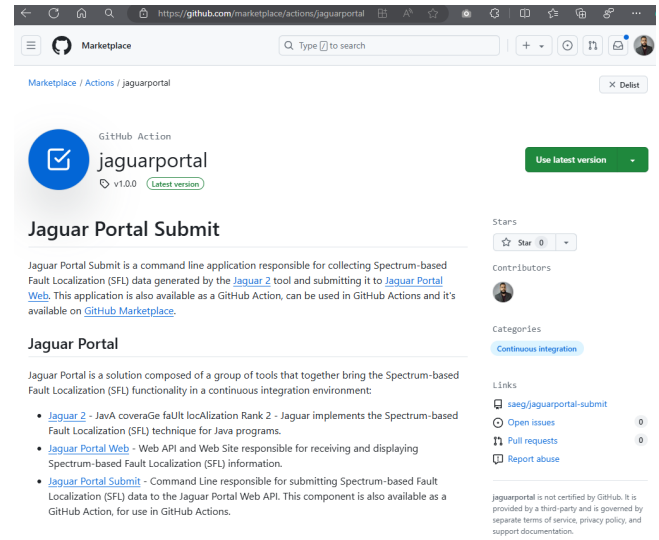 https://github.com/marketplace/actions/jaguarportal
Marketplace
Type / to search
Marketplace / Actions / jaguarportal
Delist
GitHub Action
jaguarportal
v1.0.0 Latest version
Use latest version
Jaguar Portal Submit
Jaguar Portal Submit is a command line application responsible for collecting Spectrum-based
Fault Localization (SFL) data generated by the Jaguar 2 tool and submitting it to Jaguar Portal
Web. This application is also available as a GitHub Action, can be used in GitHub Actions and it's
available on GitHub Marketplace.
Jaguar Portal
Jaguar Portal is a solution composed of a group of tools that together bring the Spectrum-based
Fault Localization (SFL) functionality in a continuous integration environment:
• Jaguar 2 - JavA coveraGe faUlt locAlization Rank 2 - Jaguar implements the Spectrum-based
Fault Localization (SFL) technique for Java programs.
• Jaguar Portal Web - Web API and Web Site responsible for receiving and displaying
Spectrum-based Fault Localization (SFL) information.
• Jaguar Portal Submit - Command Line responsible for submitting Spectrum-based Fault
Localization (SFL) data to the Jaguar Portal Web API. This component is also available as a
GitHub Action, for use in GitHub Actions.
Stars
Star 0
Contributors
Categories
Continuous integration
Links
saeg/jaguarportal-submit
Open issues 0
Pull requests 0
Report abuse
jaguarportal is not certified by GitHub. It is
provided by a third-party and is governed by
separate terms of service, privacy policy, and
support documentation.